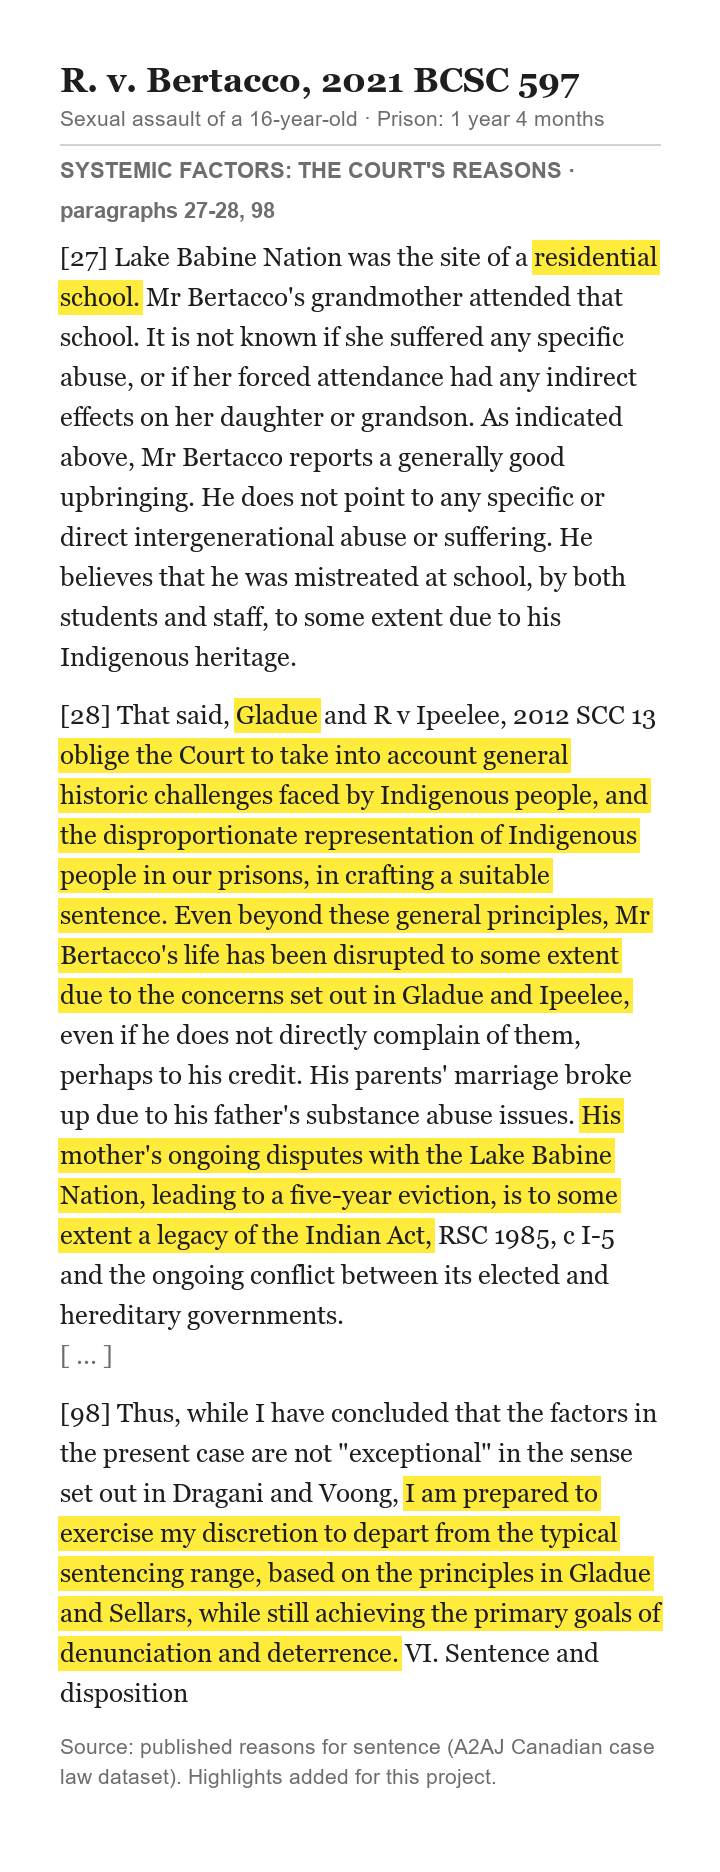 R. v. Bertacco, 2021 BCSC 597
Sexual assault of a 16-year-old · Prison: 1 year 4 months
SYSTEMIC FACTORS: THE COURT'S REASONS ·
paragraphs 27-28, 98
[27] Lake Babine Nation was the site of a residential
school. Mr Bertacco's grandmother attended that
school. It is not known if she suffered any specific
abuse, or if her forced attendance had any indirect
effects on her daughter or grandson. As indicated
above, Mr Bertacco reports a generally good
upbringing. He does not point to any specific or
direct intergenerational abuse or suffering. He
believes that he was mistreated at school, by both
students and staff, to some extent due to his
Indigenous heritage.
[28] That said, Gladue and R v Ipeelee, 2012 SCC 13
oblige the Court to take into account general
historic challenges faced by Indigenous people, and
the disproportionate representation of Indigenous
people in our prisons, in crafting a suitable
sentence. Even beyond these general principles, Mr
Bertacco's life has been disrupted to some extent
due to the concerns set out in Gladue and Ipeelee,
even if he does not directly complain of them,
perhaps to his credit. His parents' marriage broke
up due to his father's substance abuse issues. His
mother's ongoing disputes with the Lake Babine
Nation, leading to a five-year eviction, is to some
extent a legacy of the Indian Act, RSC 1985, c I-5
and the ongoing conflict between its elected and
hereditary governments.
[ ... ]
[98] Thus, while I have concluded that the factors in
the present case are not "exceptional" in the sense
set out in Dragani and Voong, I am prepared to
exercise my discretion to depart from the typical
sentencing range, based on the principles in Gladue
and Sellars, while still achieving the primary goals of
denunciation and deterrence. VI. Sentence and
disposition
Source: published reasons for sentence (A2AJ Canadian case
law dataset). Highlights added for this project.